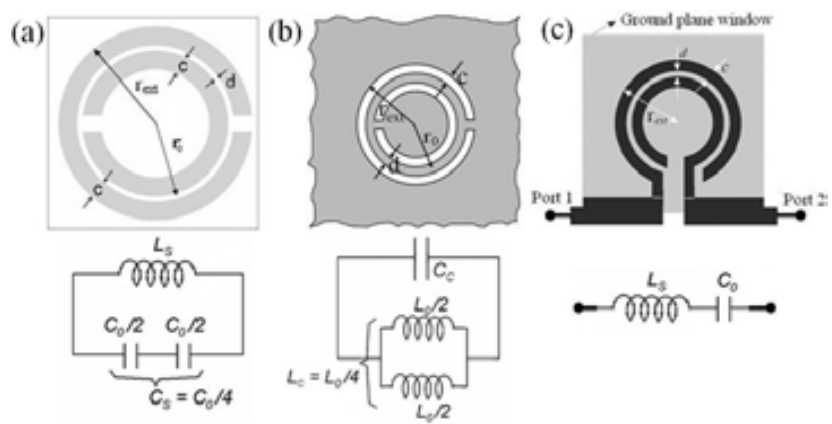 (a)
c
d
r_ext
r_0
c
L_S
C_0/2 C_0/2
C_S = C_0/4
(b)
c
r_ext
r_0
d
C_C
L_0/2
L_C = L_0/4
L_0/2
(c)
Ground plane window
d
c
r_ext
Port 1
Port 2
L_S C_0